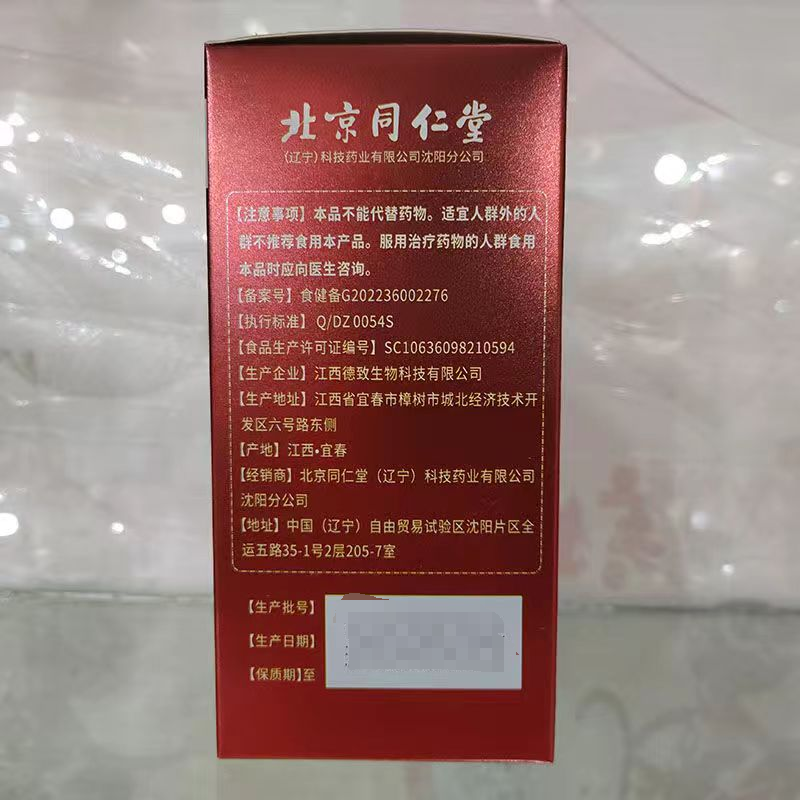 北京同仁堂
(辽宁)科技药业有限公司沈阳分公司
【注意事项】本品不能代替药物。适宜人群外的人
群不推荐食用本产品。服用治疗药物的人群食用
本品时应向医生咨询。
【备案号】食健备G202236002276
【执行标准】Q/DZ 0054S
【食品生产许可证编号】SC10636098210594
【生产企业】江西德致生物科技有限公司
【生产地址】江西省宜春市樟树市城北经济技术开
发区六号路东侧
【产地】江西·宜春
【经销商】北京同仁堂（辽宁）科技药业有限公司
沈阳分公司
【地址】中国（辽宁）自由贸易试验区沈阳片区全
运五路35-1号2层205-7室
【生产批号】
【生产日期】
【保质期】至